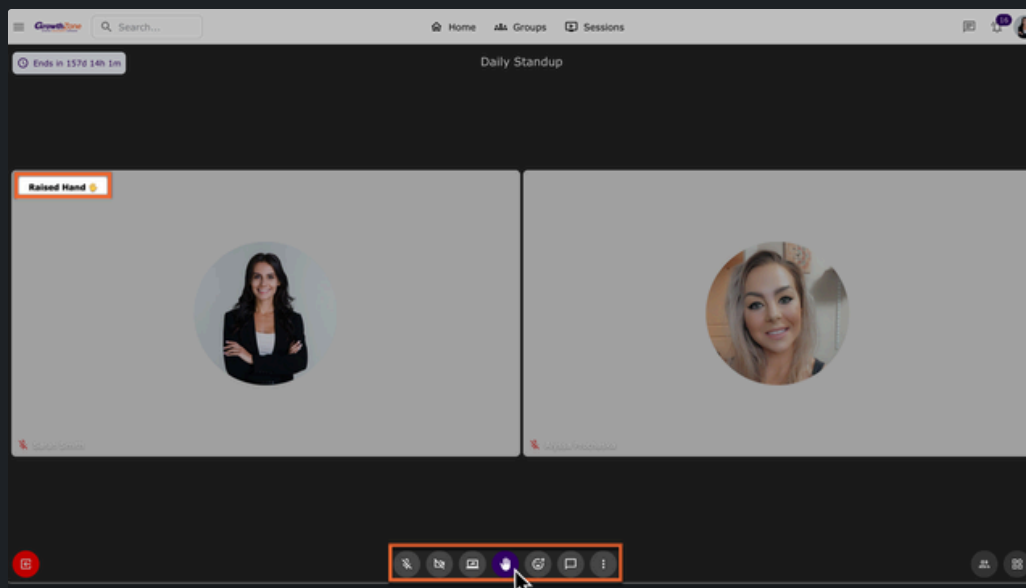 GrowthZone
Search...
Home
Groups
Sessions
16
Ends in 157d 14h 1m
Daily Standup
Raised Hand